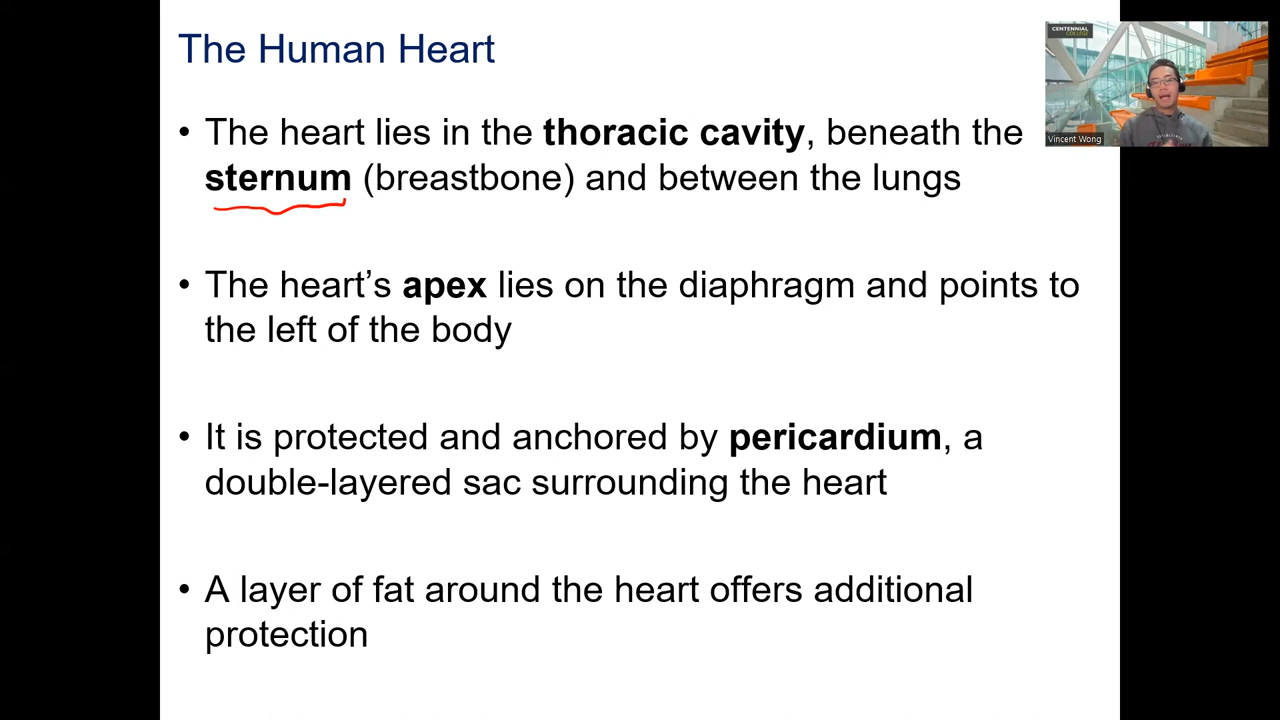 The Human Heart
CENTENNIAL
COLLEGE
Vincent Wong
• The heart lies in the thoracic cavity, beneath the
sternum (breastbone) and between the lungs
• The heart’s apex lies on the diaphragm and points to
the left of the body
• It is protected and anchored by pericardium, a
double-layered sac surrounding the heart
• A layer of fat around the heart offers additional
protection